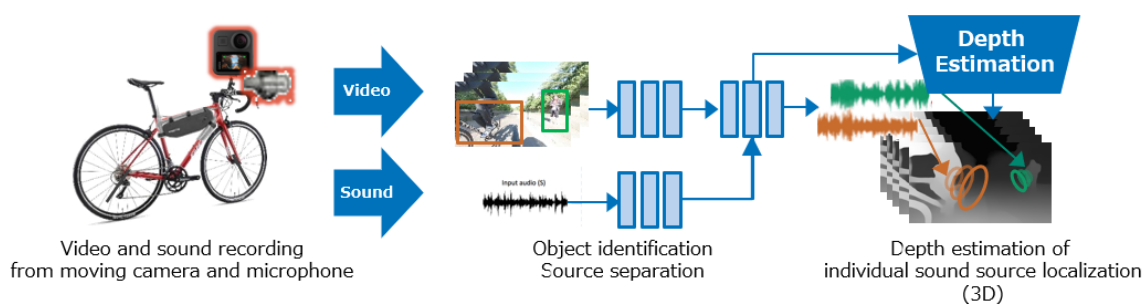 Video
Sound
Input audio (S)
Depth
Estimation
Video and sound recording
from moving camera and microphone
Object identification
Source separation
Depth estimation of
individual sound source localization
(3D)